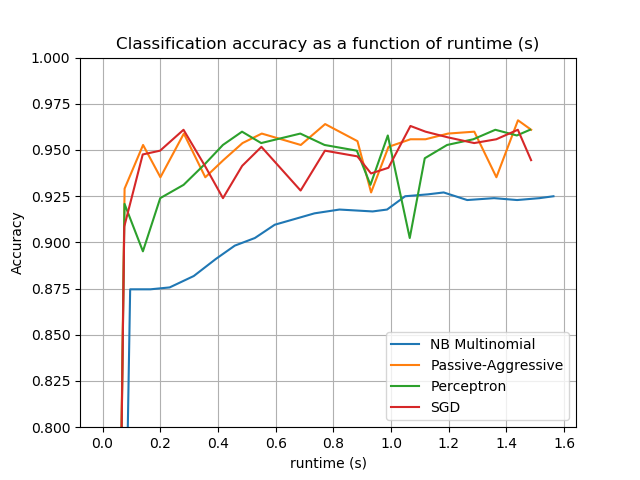 Classification accuracy as a function of runtime (s)
1.000
0.975
0.950
0.925
0.900
0.875
0.850
0.825
0.800
Accuracy
NB Multinomial
Passive-Aggressive
Perceptron
SGD
0.0 0.2 0.4 0.6 0.8 1.0 1.2 1.4 1.6
runtime (s)